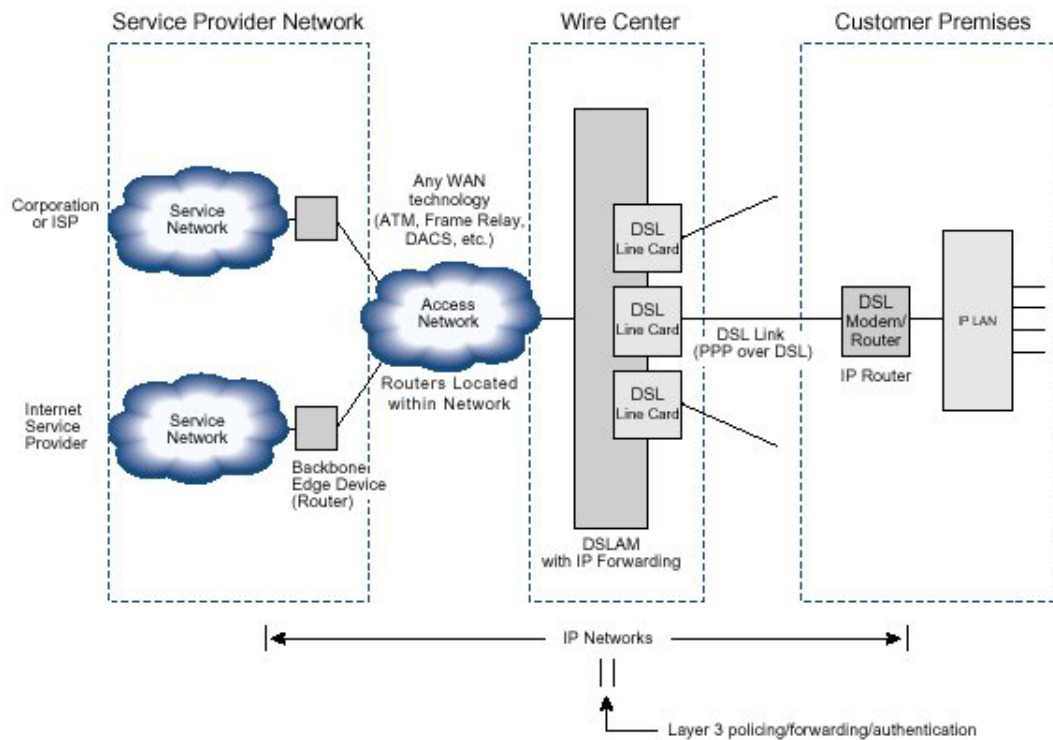 Service Provider Network
Wire Center
Customer Premises
Corporation
or ISP
Service
Network
Any WAN
technology
(ATM, Frame Relay,
DACS, etc.)
Access
Network
Routers Located
within Network
Internet
Service
Provider
Service
Network
Backbone
Edge Device
(Router)
DSL
Line Card
DSL
Line Card
DSL
Line Card
DSLAM
with IP Forwarding
DSL Link
(PPP over DSL)
DSL
Modem/
Router
IP Router
IP LAN
IP Networks
Layer 3 policing/forwarding/authentication